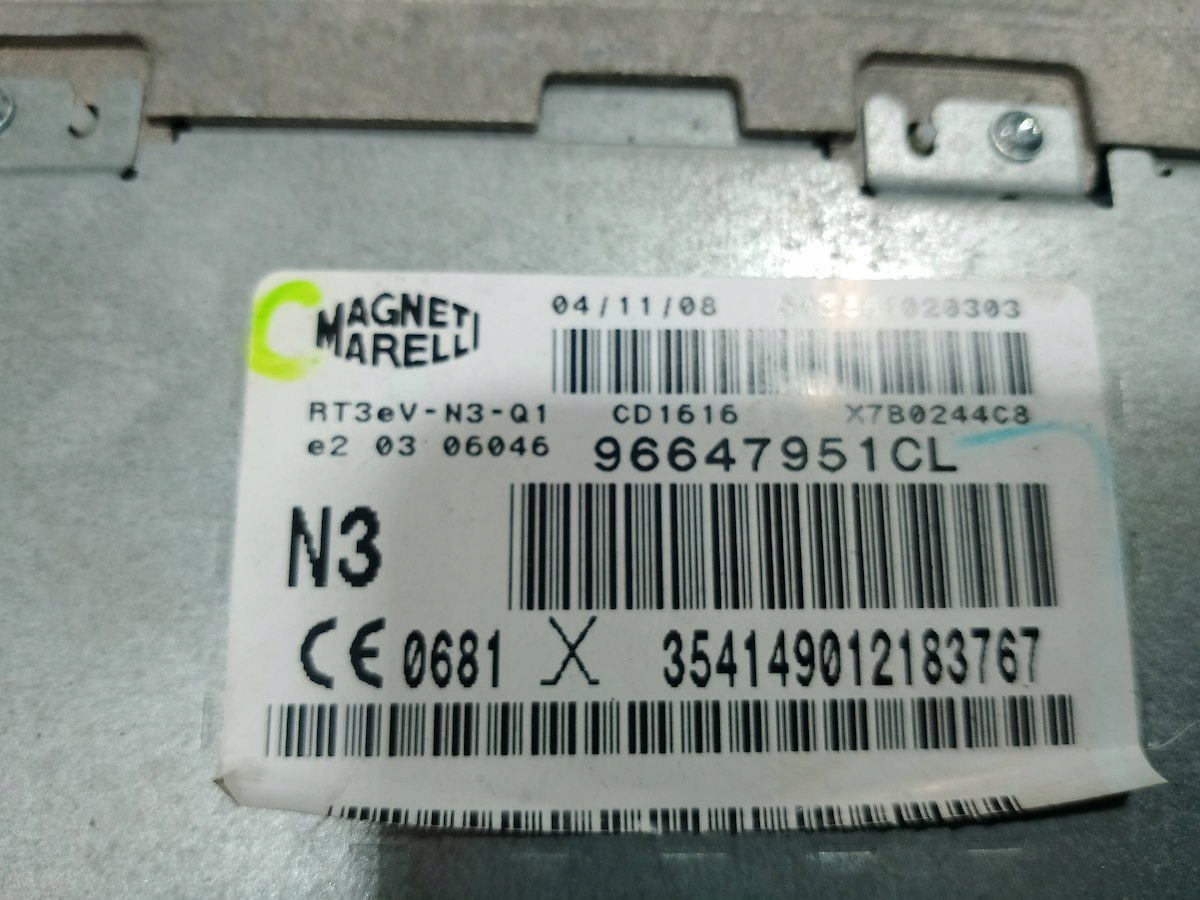 MAGNETI
MARELLI
04/11/08
RT3eV-N3-Q1 CD1616 X7B0244C8
e2 03 06046 96647951CL
N3
CE 0681 354149012183767